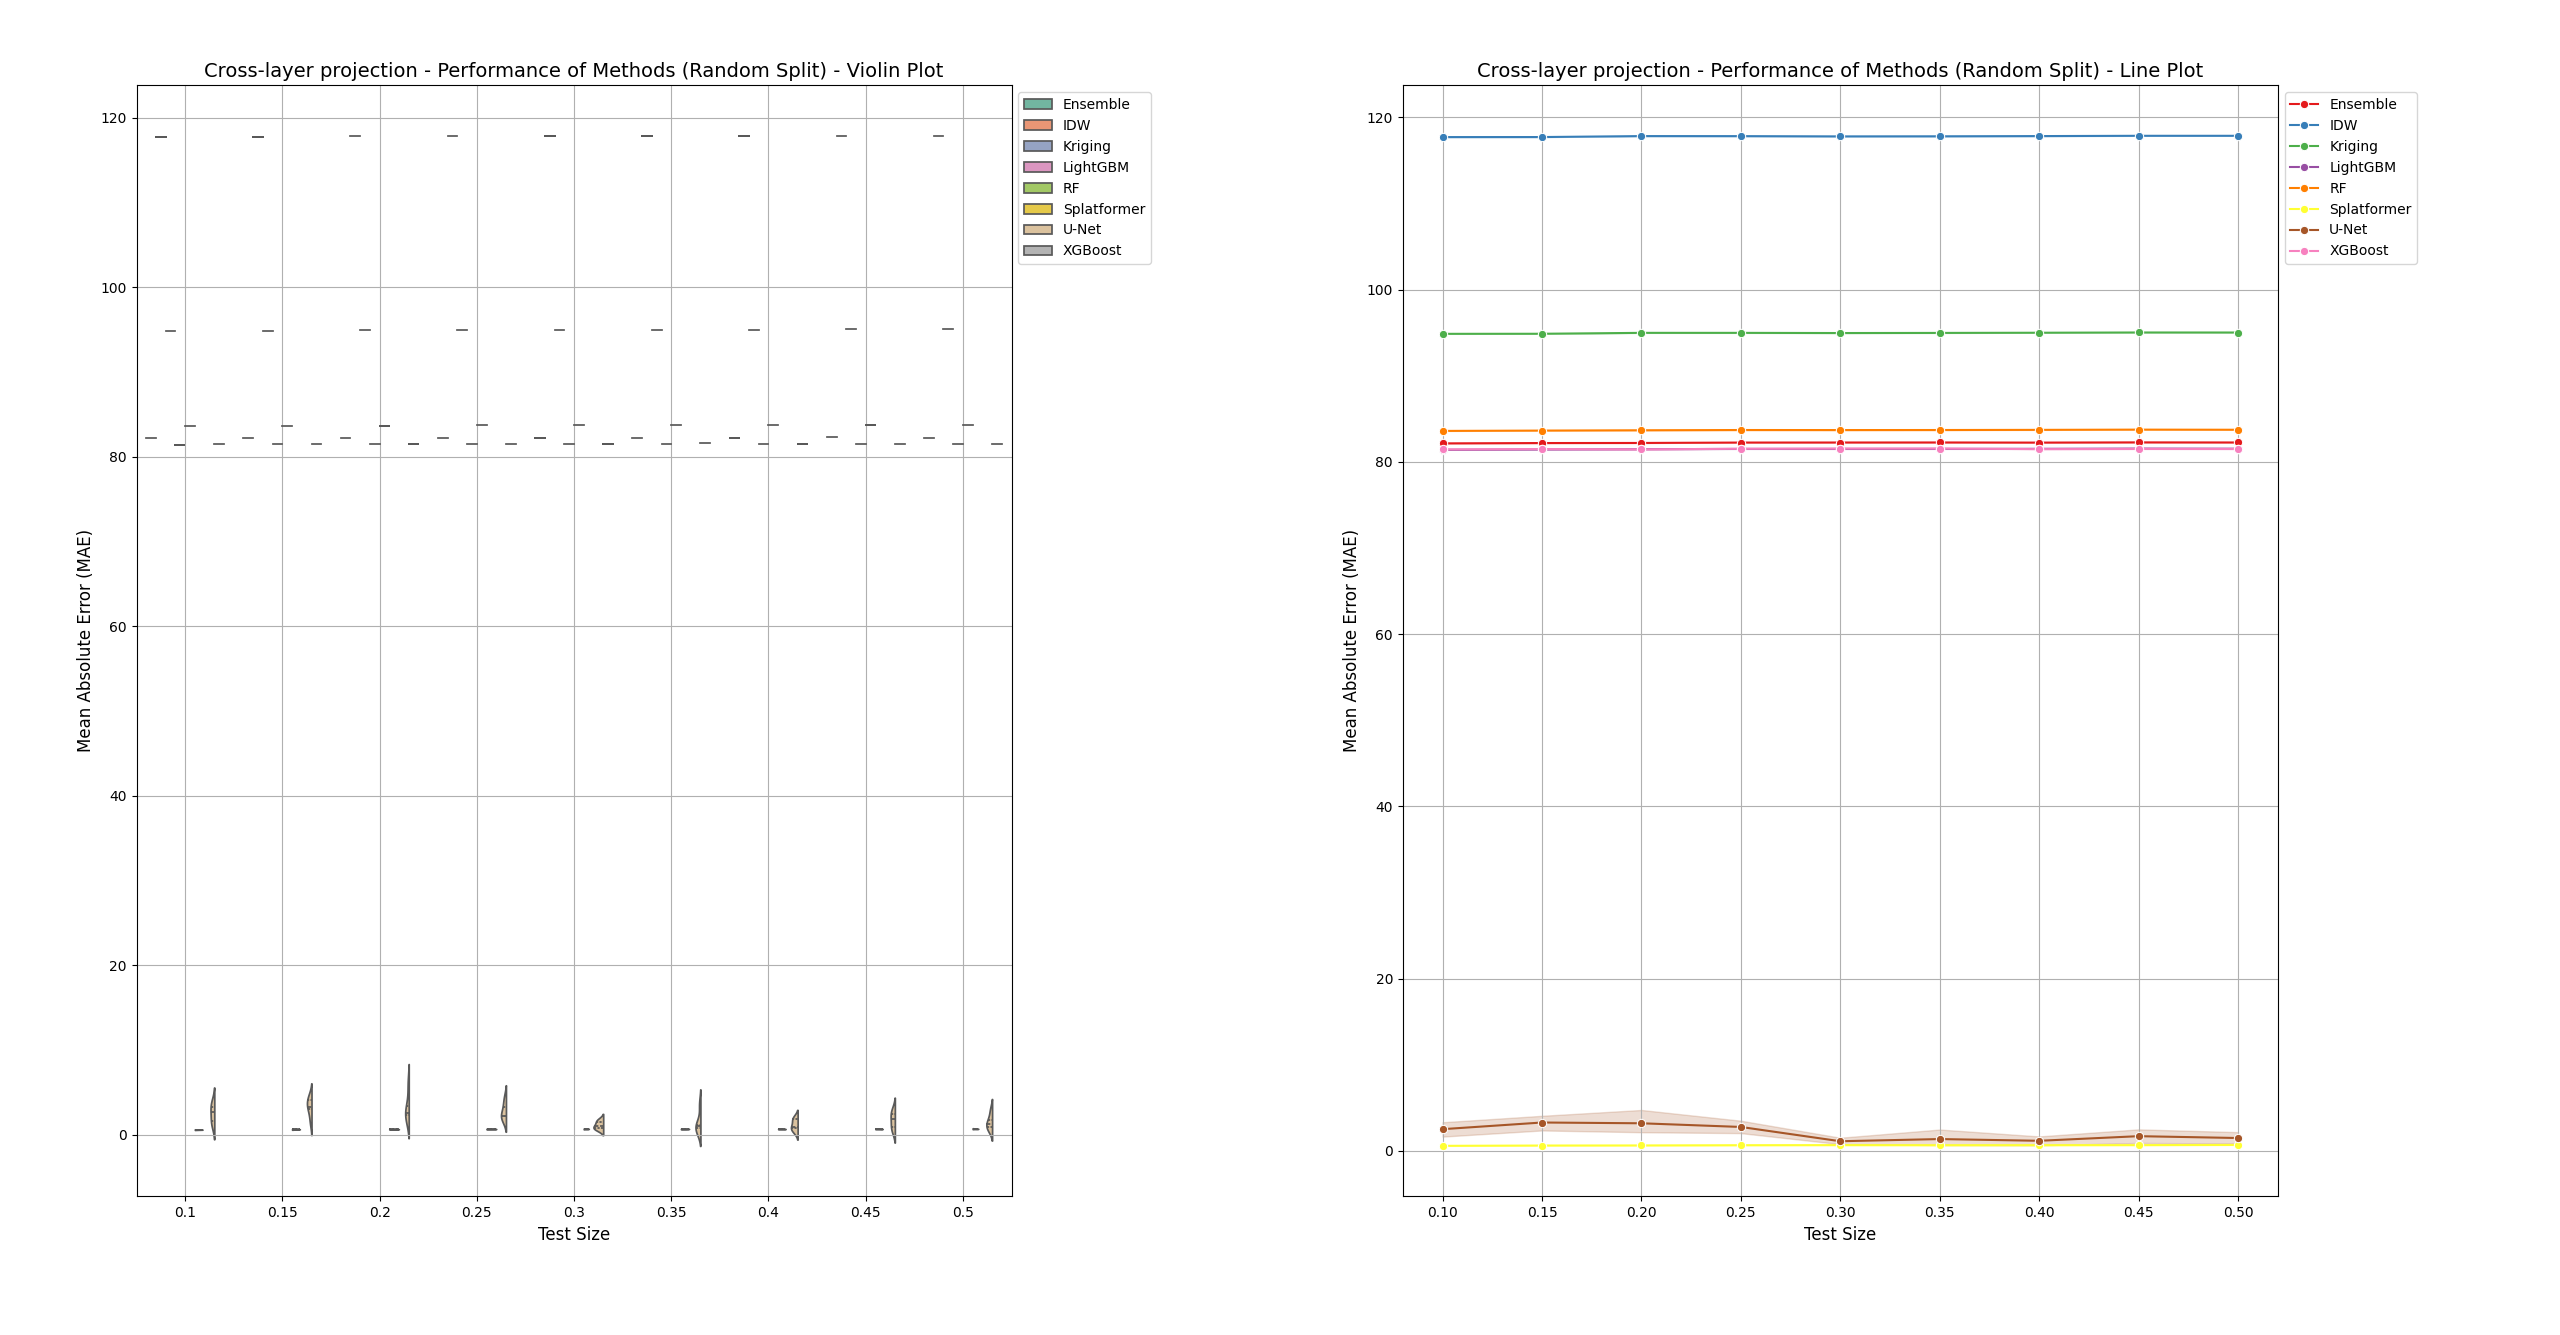 Cross-layer projection - Performance of Methods (Random Split) - Violin Plot
Mean Absolute Error (MAE)
120
100
80
60
40
20
0
0.1 0.15 0.2 0.25 0.3 0.35 0.4 0.45 0.5
Test Size
Ensemble
IDW
Kriging
LightGBM
RF
Splatformer
U-Net
XGBoost
Cross-layer projection - Performance of Methods (Random Split) - Line Plot
Mean Absolute Error (MAE)
120
100
80
60
40
20
0
0.10 0.15 0.20 0.25 0.30 0.35 0.40 0.45 0.50
Test Size
Ensemble
IDW
Kriging
LightGBM
RF
Splatformer
U-Net
XGBoost